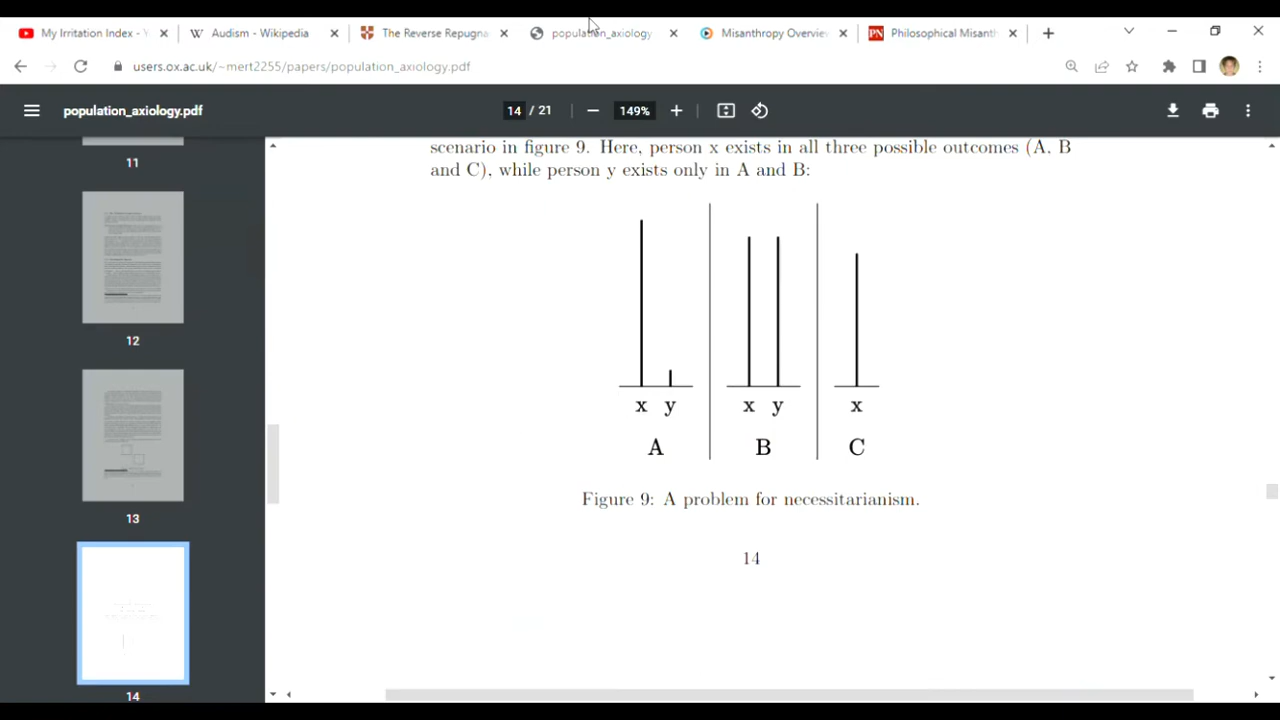 My Irritation Index - Y
Audism - Wikipedia
The Reverse Repugna
population_axiology
Misanthropy Overvie
PN
Philosophical Misanth
users.ox.ac.uk/~mert2255/papers/population_axiology.pdf
population_axiology.pdf
14 / 21
149%
11
12
13
14
scenario in figure 9. Here, person x exists in all three possible outcomes (A, B
and C), while person y exists only in A and B:
x y x y x
A B C
Figure 9: A problem for necessitarianism.
14